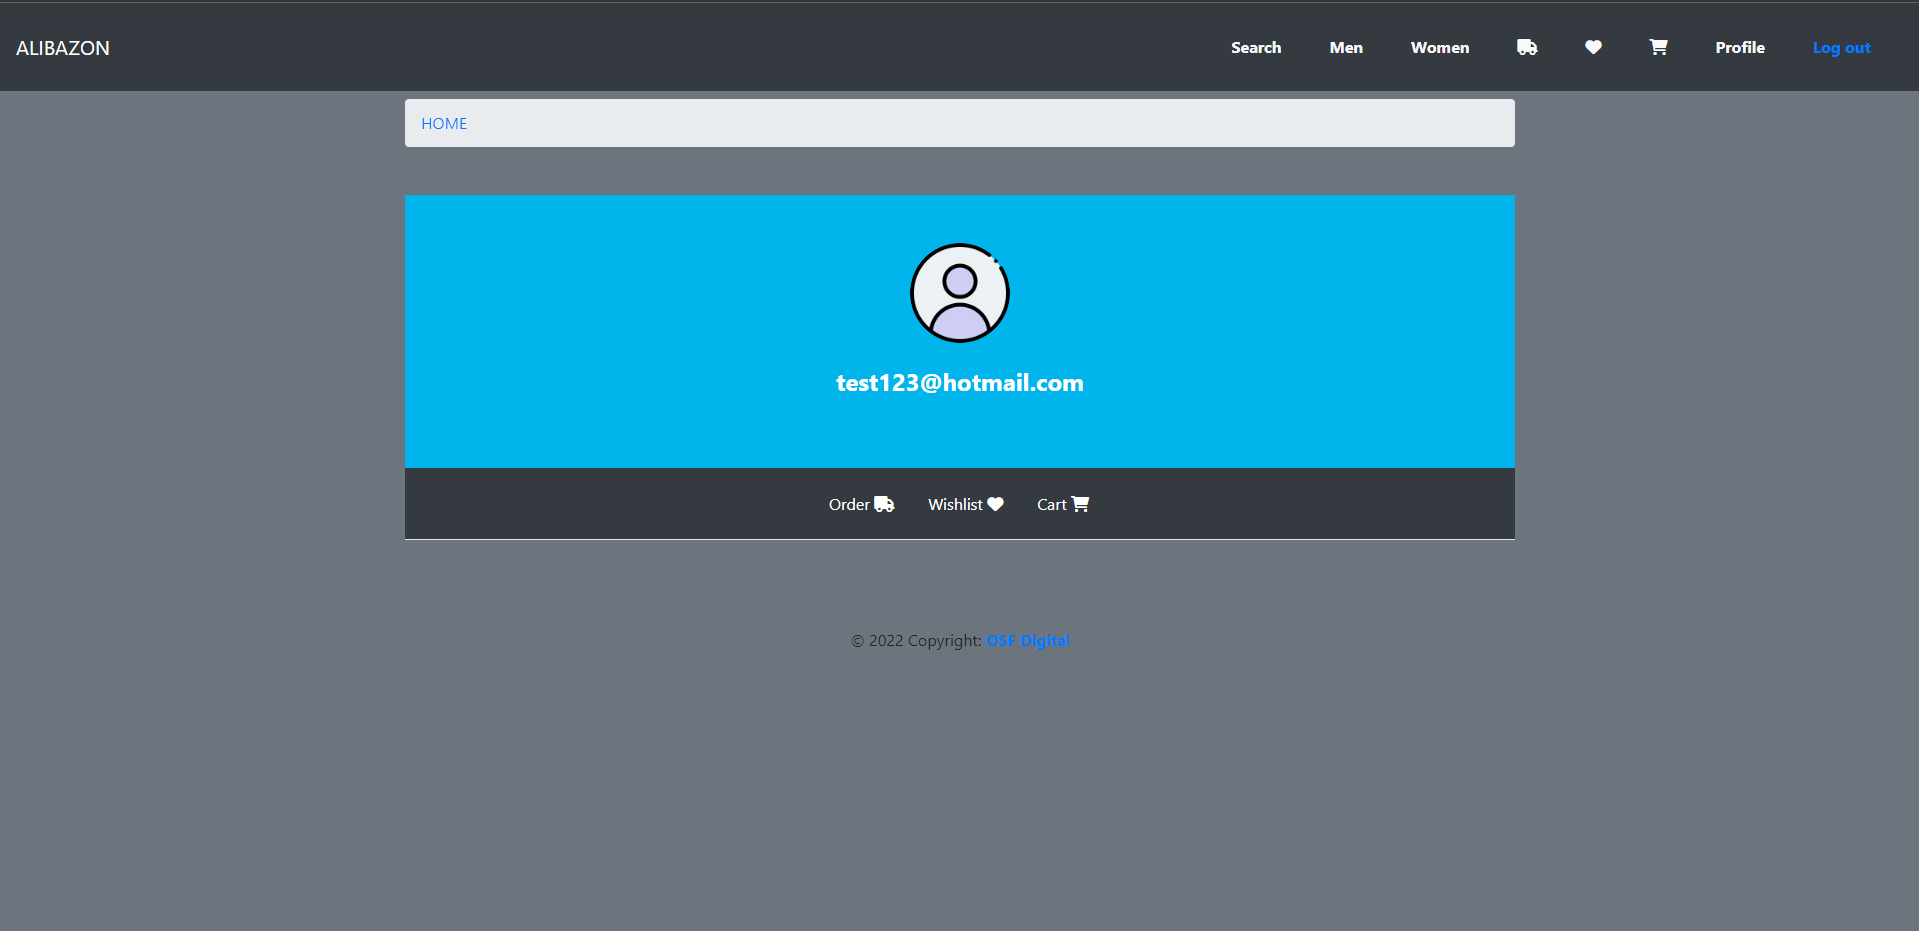 ALIBAZON Search Men Women Profile Log out
HOME
test123@hotmail.com
Order Wishlist Cart
© 2022 Copyright: OSF Digital